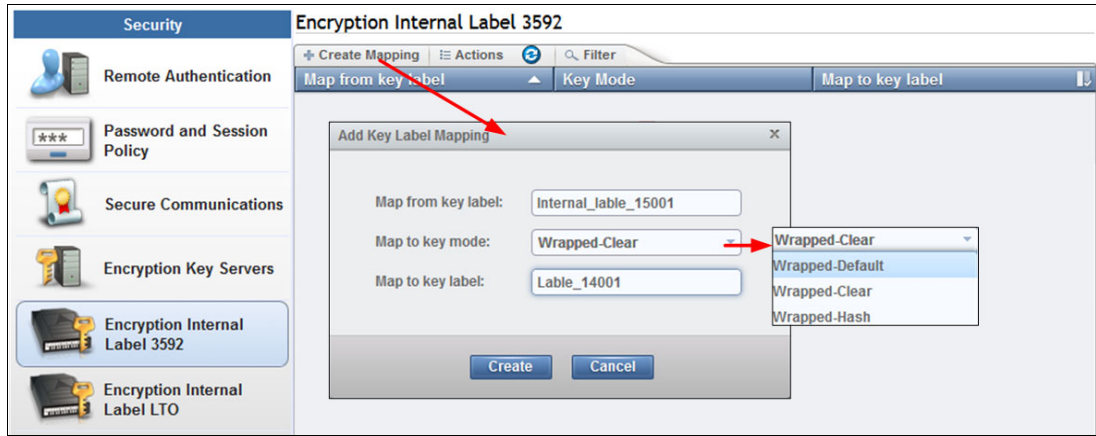 Security
Remote Authentication
***
Password and Session
Policy
Secure Communications
Encryption Key Servers
Encryption Internal
Label 3592
Encryption Internal
Label LTO
Encryption Internal Label 3592
Create Mapping Actions Filter
Map from key label Key Mode Map to key label
Add Key Label Mapping x
Map from key label: Internal_lable_15001
Map to key mode: Wrapped-Clear
Map to key label: Lable_14001
Create Cancel
Wrapped-Clear
Wrapped-Default
Wrapped-Clear
Wrapped-Hash